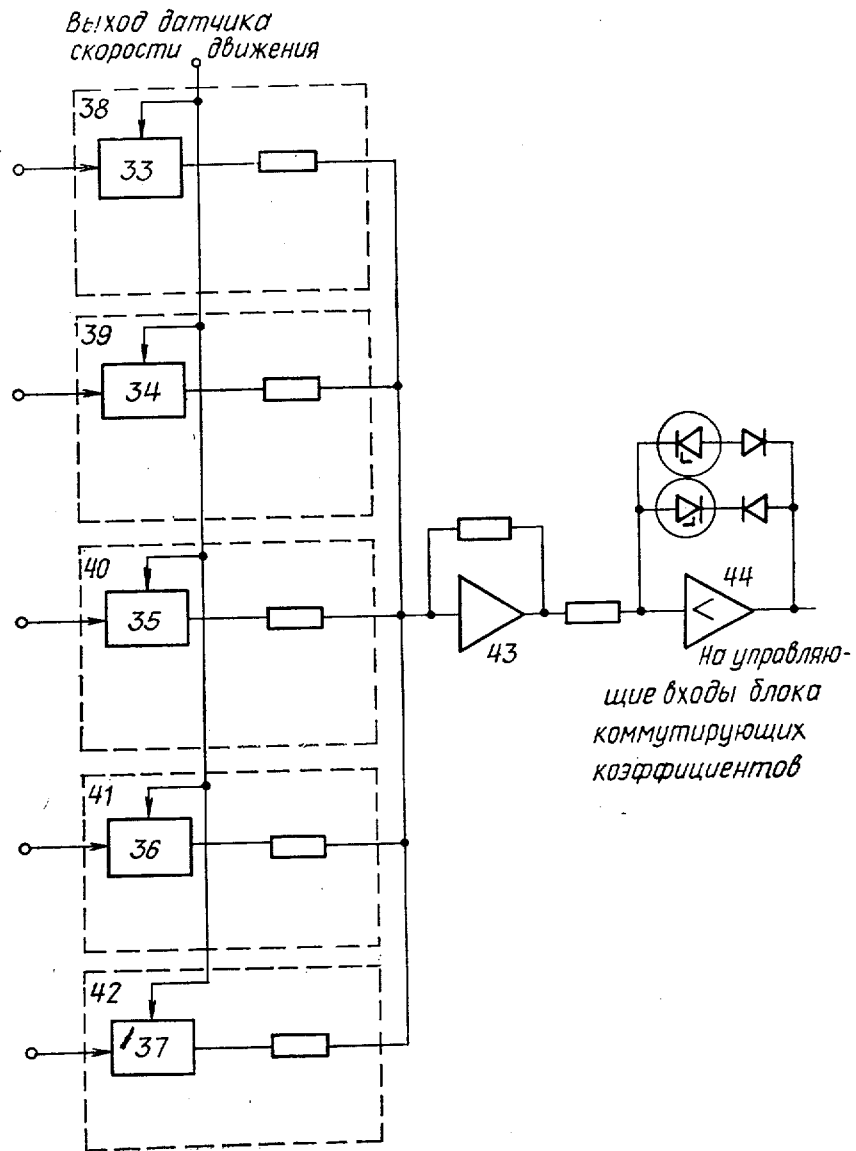 Выход датчика
скорости движения
38
33
39
34
40
35
43
44
На управляю-
щие входы блока
коммутирующих
коэффициентов
41
36
42
37